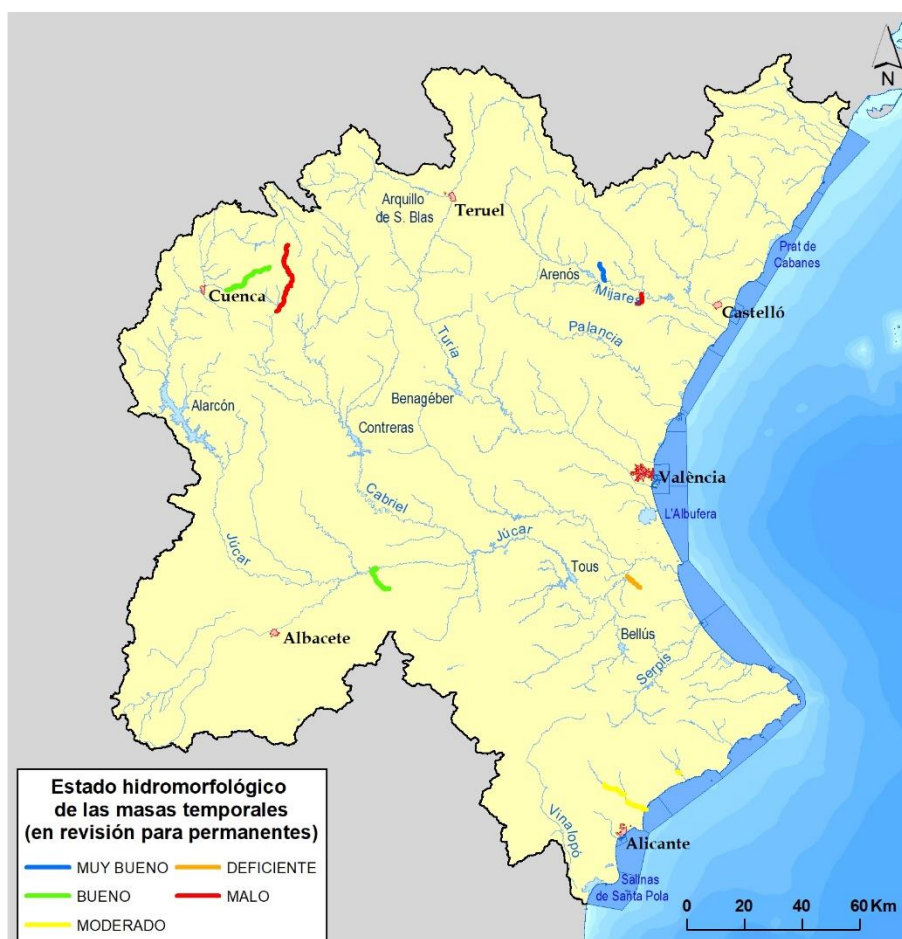 N
Arquillo
de S. Blas
Teruel
Prat de
Cabanes
Arenós
Mijares
Cuenca
Castelló
Palancia
Turia
Alarcón
Benagéber
Contreras
València
Cabriel
L'Albufera
Júcar
Júcar
Tous
Albacete
Bellús
Serpis
Vinalopó
Alicante
Salinas
de Santa Pola
Estado hidromorfológico
de las masas temporales
(en revisión para permanentes)
MUY BUENO DEFICIENTE
BUENO MALO
MODERADO
0 20 40 60 Km